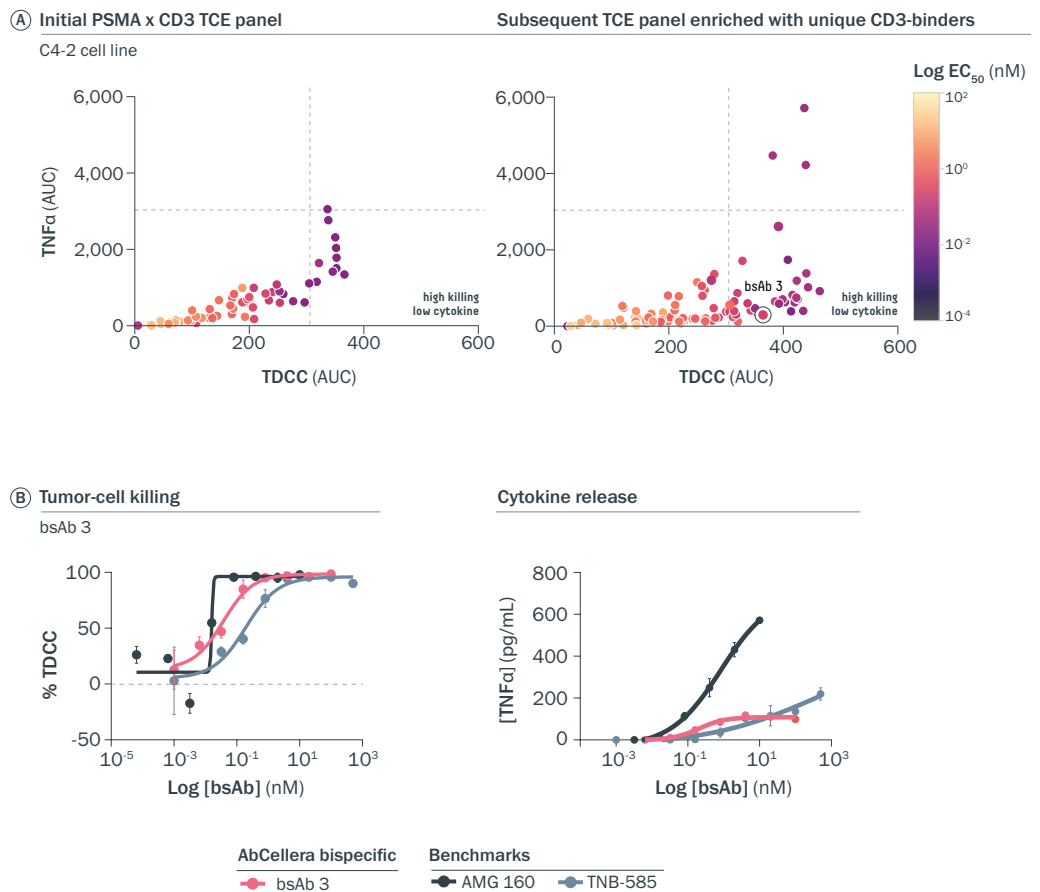 A Initial PSMA x CD3 TCE panel
Subsequent TCE panel enriched with unique CD3-binders
C4-2 cell line
Log EC50 (nM)
10²
10⁰
10⁻²
10⁻⁴
TNFα (AUC)
6,000
4,000
2,000
0
high killing
low cytokine
0 200 400 600
TDCC (AUC)
6,000
4,000
2,000
0
bsAb 3
high killing
low cytokine
0 200 400 600
TDCC (AUC)
B Tumor-cell killing
bsAb 3
% TDCC
100
50
0
-50
10⁻⁵ 10⁻³ 10⁻¹ 10¹ 10³
Log [bsAb] (nM)
Cytokine release
[TNFα] (pg/mL)
800
600
400
200
0
10⁻³ 10⁻¹ 10¹ 10³
Log [bsAb] (nM)
AbCellera bispecific
bsAb 3
Benchmarks
AMG 160 TNB-585